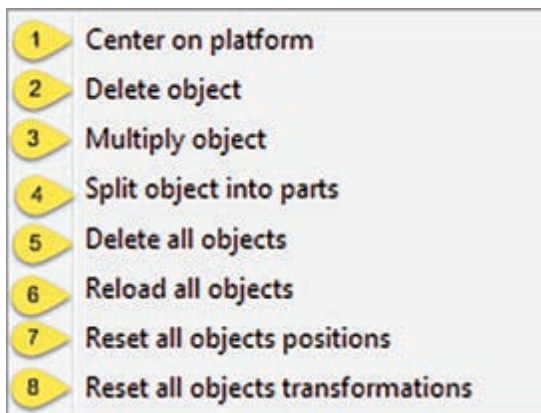 1 Center on platform
2 Delete object
3 Multiply object
4 Split object into parts
5 Delete all objects
6 Reload all objects
7 Reset all objects positions
8 Reset all objects transformations